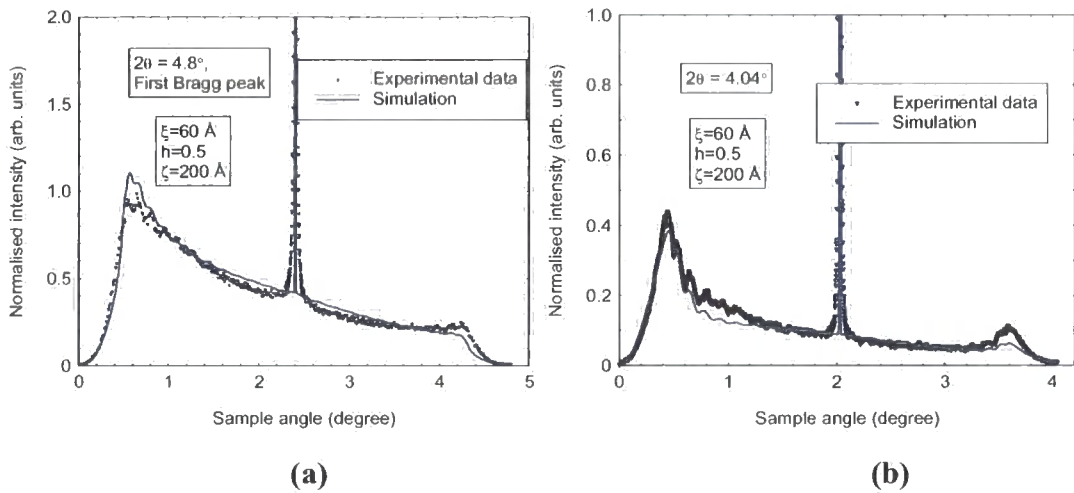 2.0
1.5
1.0
0.5
0
0
1
2
3
4
5
Normalised intensity (arb. units)
Sample angle (degree)
2θ = 4.8°,
First Bragg peak
Experimental data
Simulation
ξ=60 Å
h=0.5
ζ=200 Å
(a)
1.0
0.8
0.6
0.4
0.2
0
0
1
2
3
4
Normalised intensity (arb. units)
Sample angle (degree)
2θ = 4.04°
Experimental data
Simulation
ξ=60 Å
h=0.5
ζ=200 Å
(b)